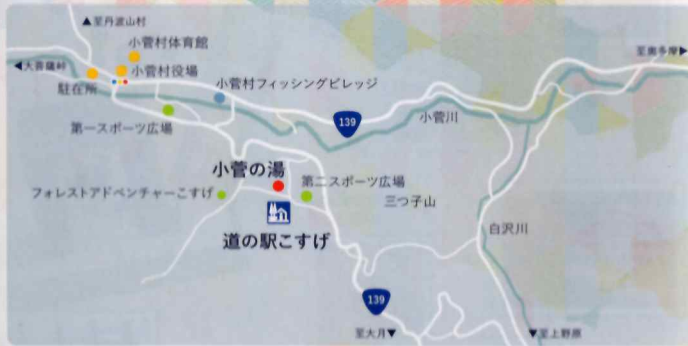 ▲至丹波山村
小菅村体育館
◀大菩薩峠
小菅村役場
至奥多摩▶
駐在所
小菅村フィッシングビレッジ
139
小菅川
第一スポーツ広場
小菅の湯
第二スポーツ広場
フォレストアドベンチャーこすげ
三つ子山
道の駅こすげ
白沢川
139
至大月▼
▼至上野原